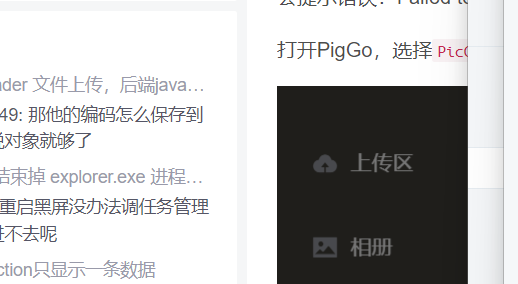 nder 文件上传，后端java…
49: 那他的编码怎么保存到
对象就够了
结束掉 explorer.exe 进程…
重启黑屏没办法调任务管理
进不去呢
ction只显示一条数据
会提示错误：Failed to
打开PigGo，选择 PicG
上传区
相册